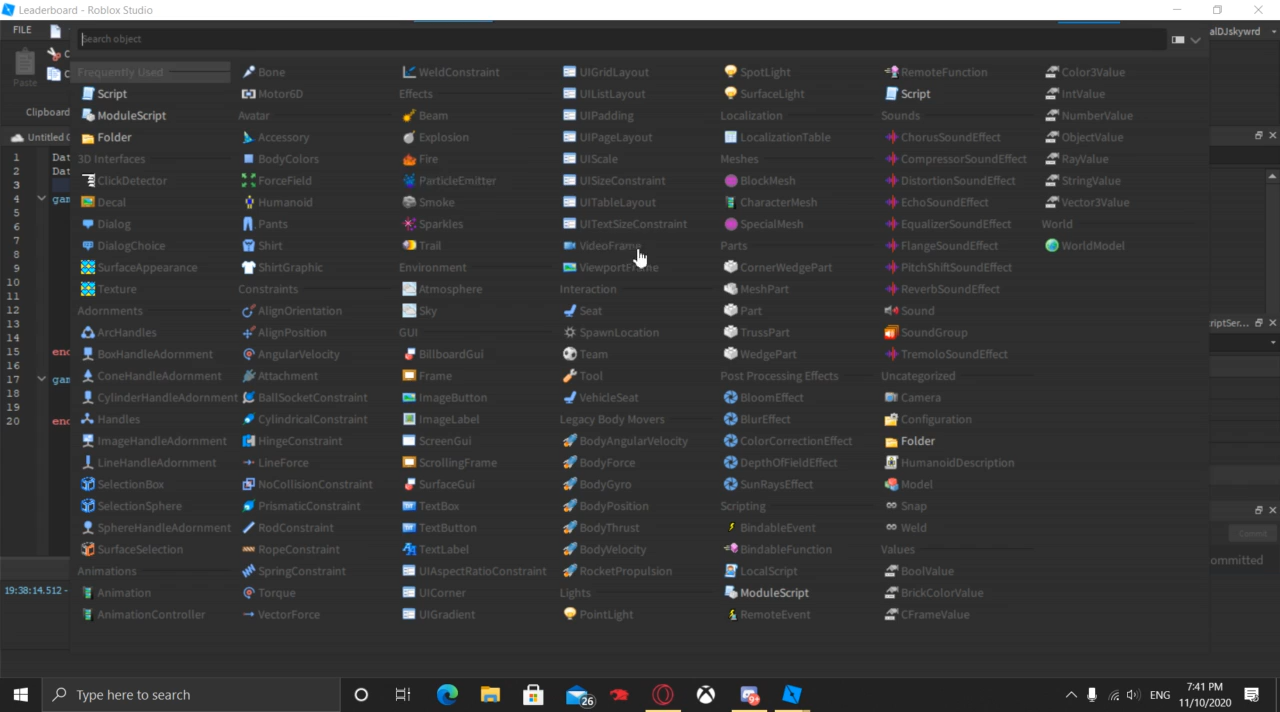 Leaderboard - Roblox Studio
FILE
Search object
alDJskywrd
Paste
Clipboard
Untitled
Frequently Used
Script
ModuleScript
Folder
3D Interfaces
ClickDetector
Decal
Dialog
DialogChoice
SurfaceAppearance
Texture
Adornments
ArcHandles
BoxHandleAdornment
ConeHandleAdornment
CylinderHandleAdornment
Handles
ImageHandleAdornment
LineHandleAdornment
SelectionBox
SelectionSphere
SphereHandleAdornment
SurfaceSelection
Animations
Animation
AnimationController
Bone
Motor6D
Avatar
Accessory
BodyColors
ForceField
Humanoid
Pants
Shirt
ShirtGraphic
Constraints
AlignOrientation
AlignPosition
AngularVelocity
Attachment
BallSocketConstraint
CylindricalConstraint
HingeConstraint
LineForce
NoCollisionConstraint
PrismaticConstraint
RodConstraint
RopeConstraint
SpringConstraint
Torque
VectorForce
WeldConstraint
Effects
Beam
Explosion
Fire
ParticleEmitter
Smoke
Sparkles
Trail
Environment
Atmosphere
Sky
GUI
BillboardGui
Frame
ImageButton
ImageLabel
ScreenGui
ScrollingFrame
SurfaceGui
TextBox
TextButton
TextLabel
UIAspectRatioConstraint
UICorner
UIGradient
UIGridLayout
UIListLayout
UIPadding
UIPageLayout
UIScale
UISizeConstraint
UITableLayout
UITextSizeConstraint
VideoFrame
ViewportFrame
Interaction
Seat
SpawnLocation
Team
Tool
VehicleSeat
Legacy Body Movers
BodyAngularVelocity
BodyForce
BodyGyro
BodyPosition
BodyThrust
BodyVelocity
RocketPropulsion
Lights
PointLight
SpotLight
SurfaceLight
Localization
LocalizationTable
Meshes
BlockMesh
CharacterMesh
SpecialMesh
Parts
CornerWedgePart
MeshPart
Part
TrussPart
WedgePart
Post Processing Effects
BloomEffect
BlurEffect
ColorCorrectionEffect
DepthOfFieldEffect
SunRaysEffect
Scripting
BindableEvent
BindableFunction
LocalScript
ModuleScript
RemoteEvent
RemoteFunction
Script
Sounds
ChorusSoundEffect
CompressorSoundEffect
DistortionSoundEffect
EchoSoundEffect
EqualizerSoundEffect
FlangeSoundEffect
PitchShiftSoundEffect
ReverbSoundEffect
Sound
SoundGroup
TremoloSoundEffect
Uncategorized
Camera
Configuration
Folder
HumanoidDescription
Model
Snap
Weld
Values
BoolValue
BrickColorValue
CFrameValue
Color3Value
IntValue
NumberValue
ObjectValue
RayValue
StringValue
Vector3Value
World
WorldModel
1 Dat
2 Dat
3
4 gam
5
6
7
8
9
10
11
12
13
14
15 end
16
17 gam
18
19
20 end
riptSer...
Commit
ommitted
19:38:14.512 -
Type here to search
26
9+
ENG
7:41 PM
11/10/2020